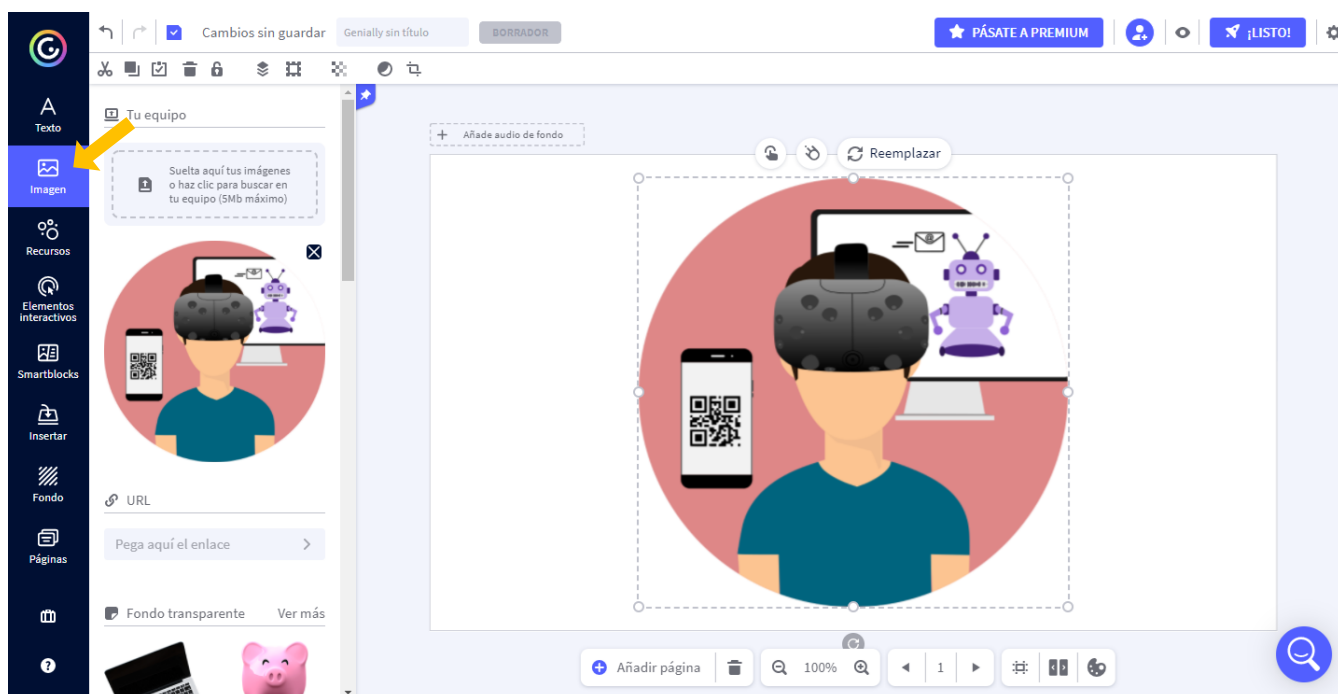 Cambios sin guardar
Genially sin título
BORRADOR
PÁSATE A PREMIUM
¡LISTO!
Texto
Imagen
Recursos
Elementos
interactivos
Smartblocks
Insertar
Fondo
Páginas
Tu equipo
Suelta aquí tus imágenes
o haz clic para buscar en
tu equipo (5Mb máximo)
URL
Pega aquí el enlace
Fondo transparente
Ver más
Añade audio de fondo
Reemplazar
Añadir página
100%
1